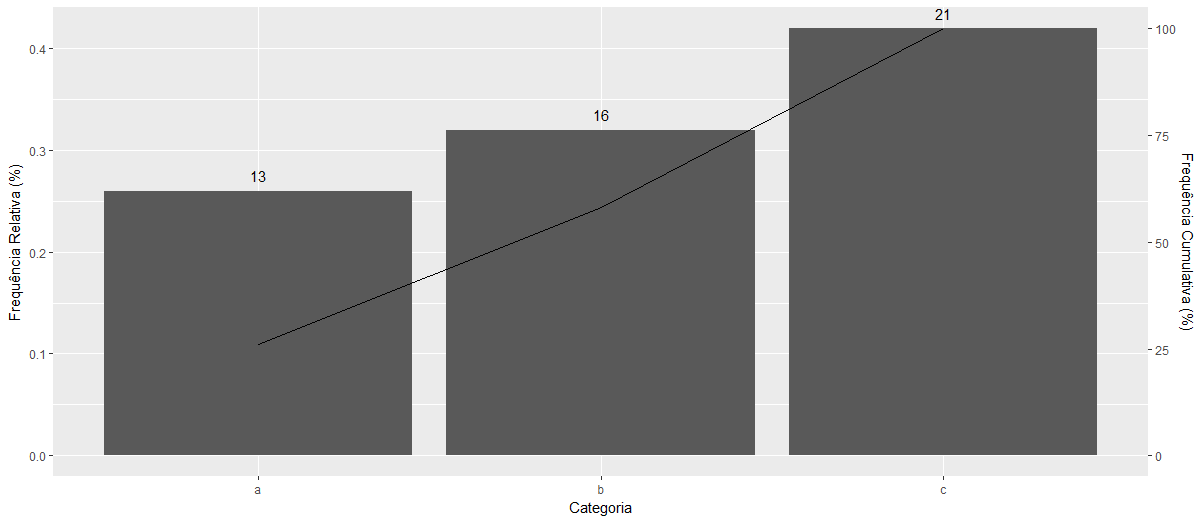 21
16
13
0.4
0.3
0.2
0.1
0.0
Frequência Relativa (%)
100
75
50
25
0
Frequência Cumulativa (%)
a
b
c
Categoria